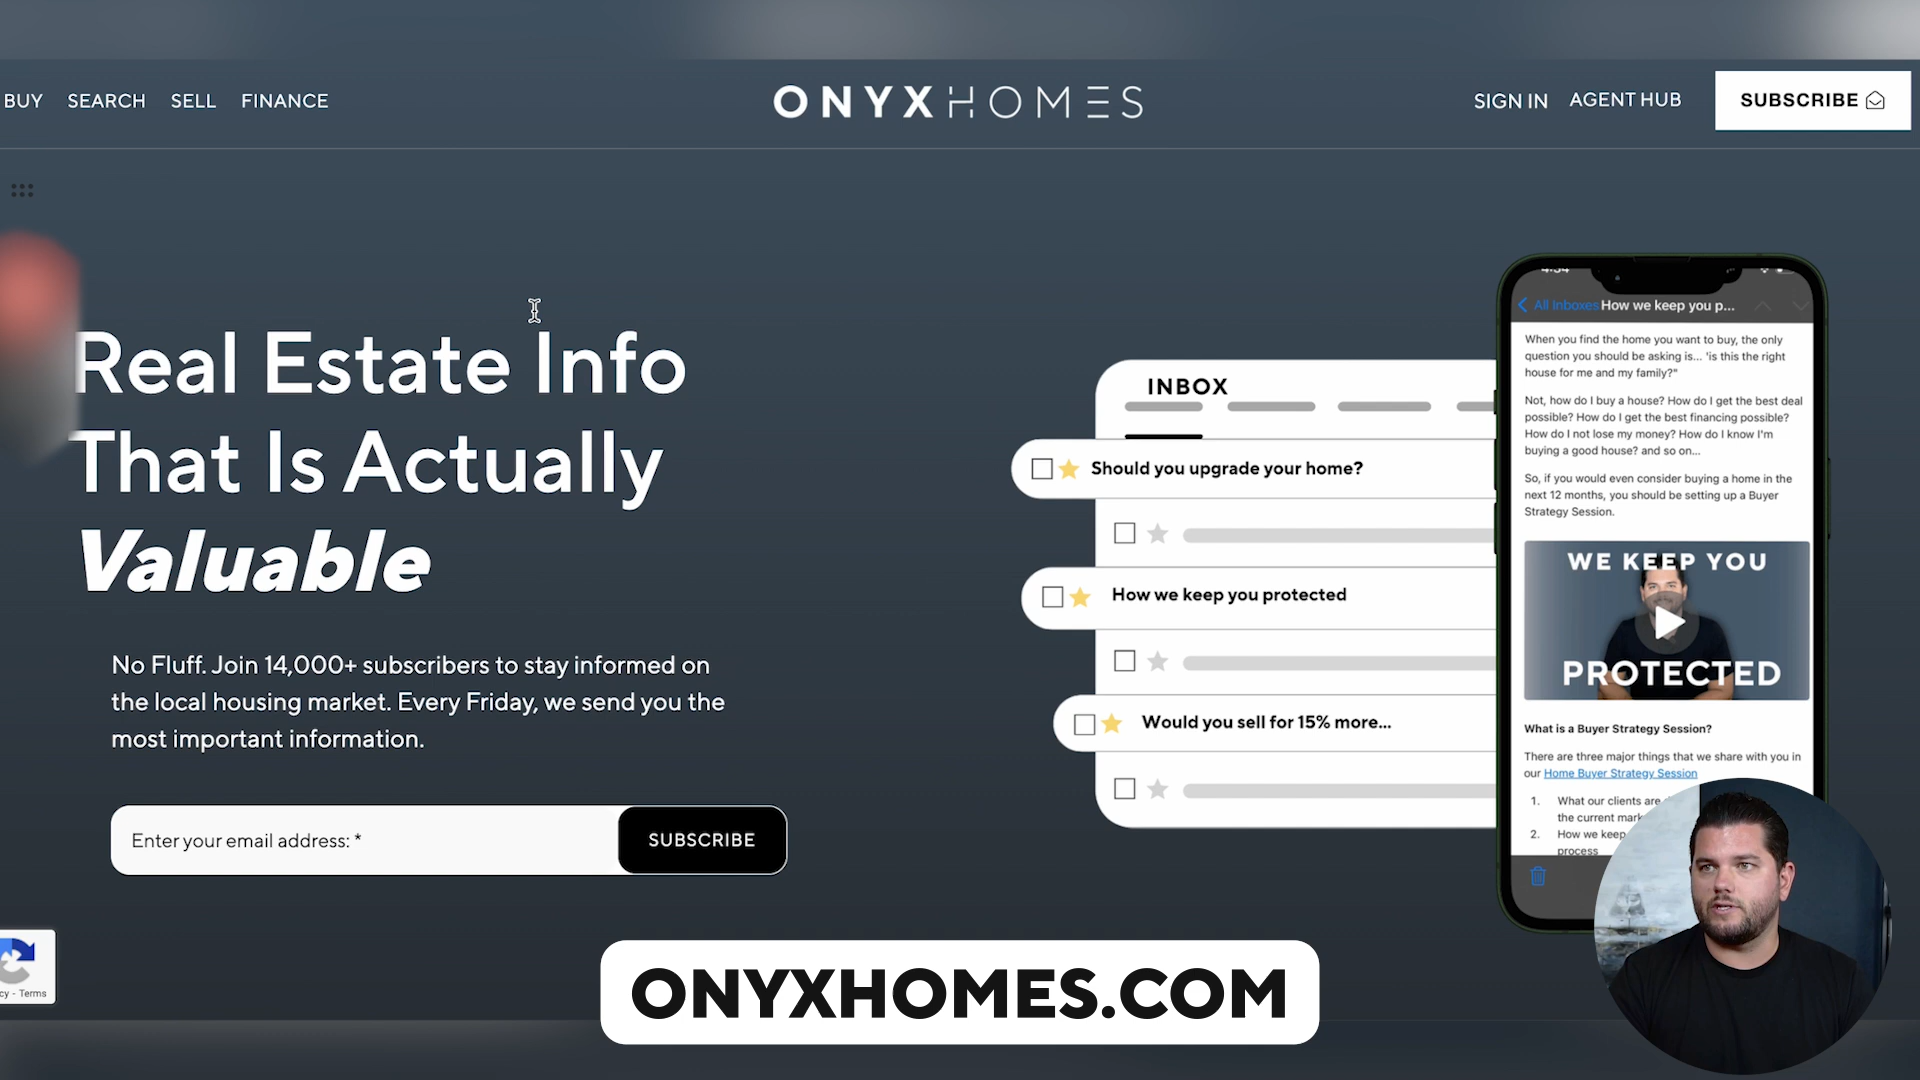 BUY SEARCH SELL FINANCE
ONYXHOMES
SIGN IN AGENT HUB SUBSCRIBE
Real Estate Info
That Is Actually
Valuable
No Fluff. Join 14,000+ subscribers to stay informed on
the local housing market. Every Friday, we send you the
most important information.
Enter your email address: *
SUBSCRIBE
INBOX
Should you upgrade your home?
How we keep you protected
Would you sell for 15% more...
All Inboxes How we keep you p...
When you find the home you want to buy, the only
question you should be asking is... 'is this the right
house for me and my family?"
Not, how do I buy a house? How do I get the best deal
possible? How do I get the best financing possible?
How do I not lose my money? How do I know I'm
buying a good house? and so on...
So, if you would even consider buying a home in the
next 12 months, you should be setting up a Buyer
Strategy Session.
WE KEEP YOU
PROTECTED
What is a Buyer Strategy Session?
There are three major things that we share with you in
our Home Buyer Strategy Session
1. What our clients are
the current
2. How we keep
process
- Terms
ONYXHOMES.COM